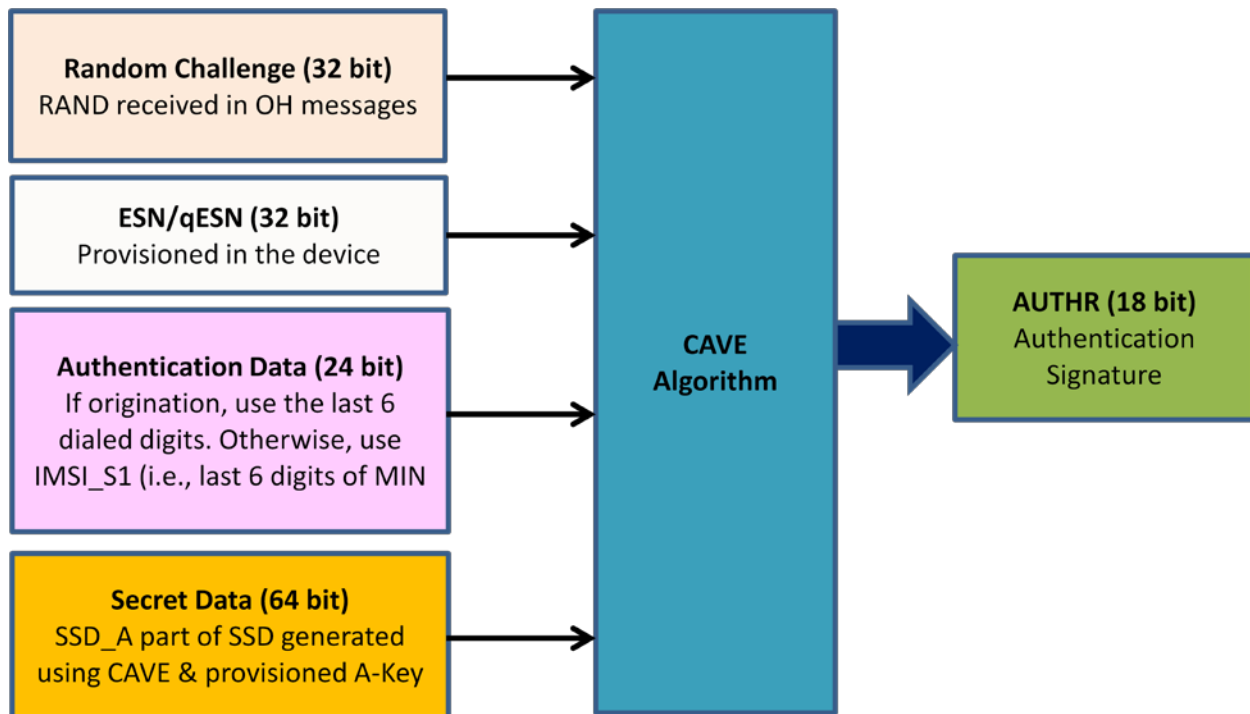 Random Challenge (32 bit)
RAND received in OH messages
ESN/qESN (32 bit)
Provisioned in the device
Authentication Data (24 bit)
If origination, use the last 6
dialed digits. Otherwise, use
IMSI_S1 (i.e., last 6 digits of MIN
Secret Data (64 bit)
SSD_A part of SSD generated
using CAVE & provisioned A-Key
CAVE
Algorithm
AUTHR (18 bit)
Authentication
Signature